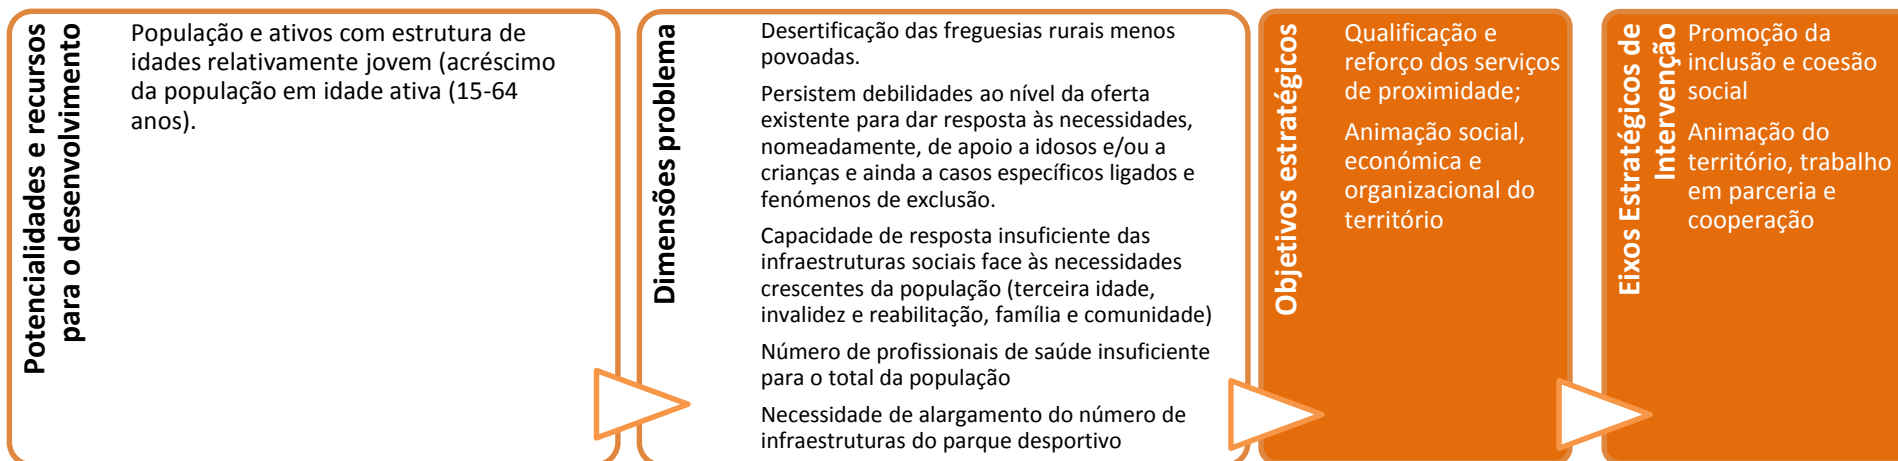 Potencialidades e recursos
para o desenvolvimento
População e ativos com estrutura de
idades relativamente jovem (acréscimo
da população em idade ativa (15-64
anos).
Dimensões problema
Desertificação das freguesias rurais menos
povoadas.
Persistem debilidades ao nível da oferta
existente para dar resposta às necessidades,
nomeadamente, de apoio a idosos e/ou a
crianças e ainda a casos específicos ligados e
fenómenos de exclusão.
Capacidade de resposta insuficiente das
infraestruturas sociais face às necessidades
crescentes da população (terceira idade,
invalidez e reabilitação, família e comunidade)
Número de profissionais de saúde insuficiente
para o total da população
Necessidade de alargamento do número de
infraestruturas do parque desportivo
Objetivos estratégicos
Qualificação e
reforço dos serviços
de proximidade;
Animação social,
económica e
organizacional do
território
Eixos Estratégicos de
Intervenção
Promoção da
inclusão e coesão
social
Animação do
território, trabalho
em parceria e
cooperação